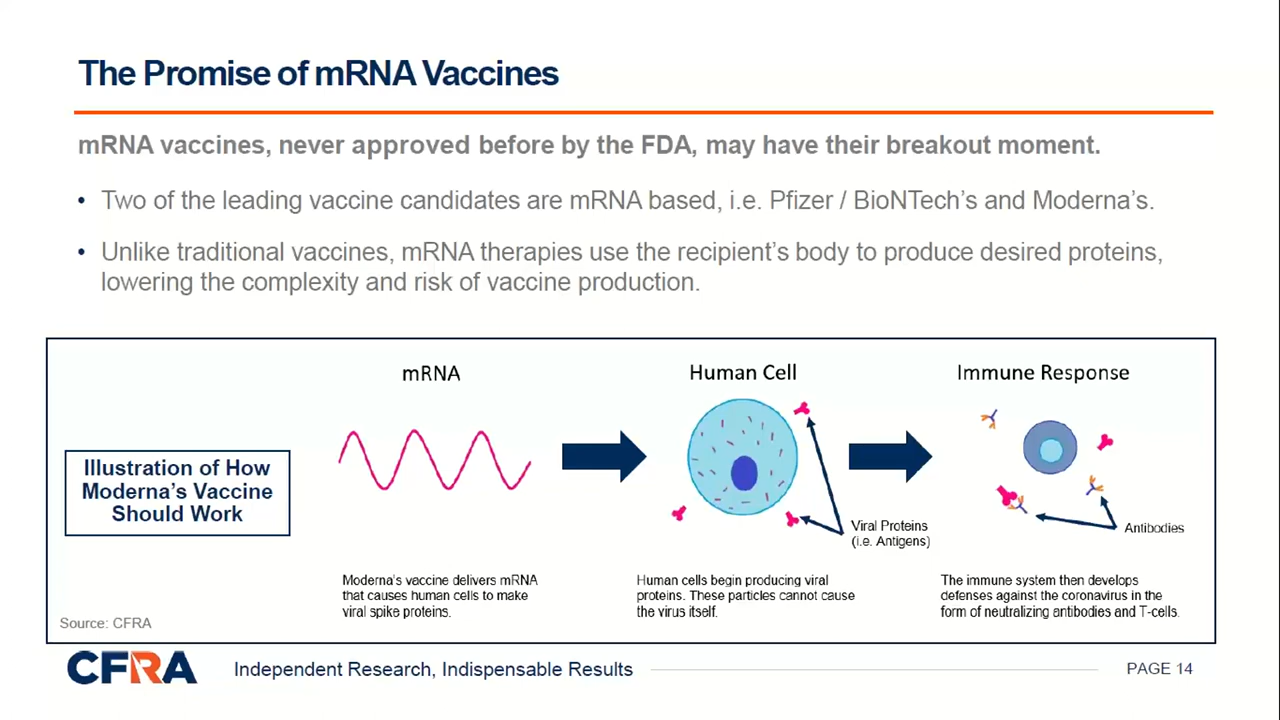 The Promise of mRNA Vaccines
mRNA vaccines, never approved before by the FDA, may have their breakout moment.
• Two of the leading vaccine candidates are mRNA based, i.e. Pfizer / BioNTech’s and Moderna’s.
• Unlike traditional vaccines, mRNA therapies use the recipient’s body to produce desired proteins,
lowering the complexity and risk of vaccine production.
Illustration of How
Moderna’s Vaccine
Should Work
mRNA
Human Cell
Immune Response
Viral Proteins
(i.e. Antigens)
Antibodies
Moderna’s vaccine delivers mRNA
that causes human cells to make
viral spike proteins.
Human cells begin producing viral
proteins. These particles cannot cause
the virus itself.
The immune system then develops
defenses against the coronavirus in the
form of neutralizing antibodies and T-cells.
Source: CFRA
CFRA
Independent Research, Indispensable Results
PAGE 14